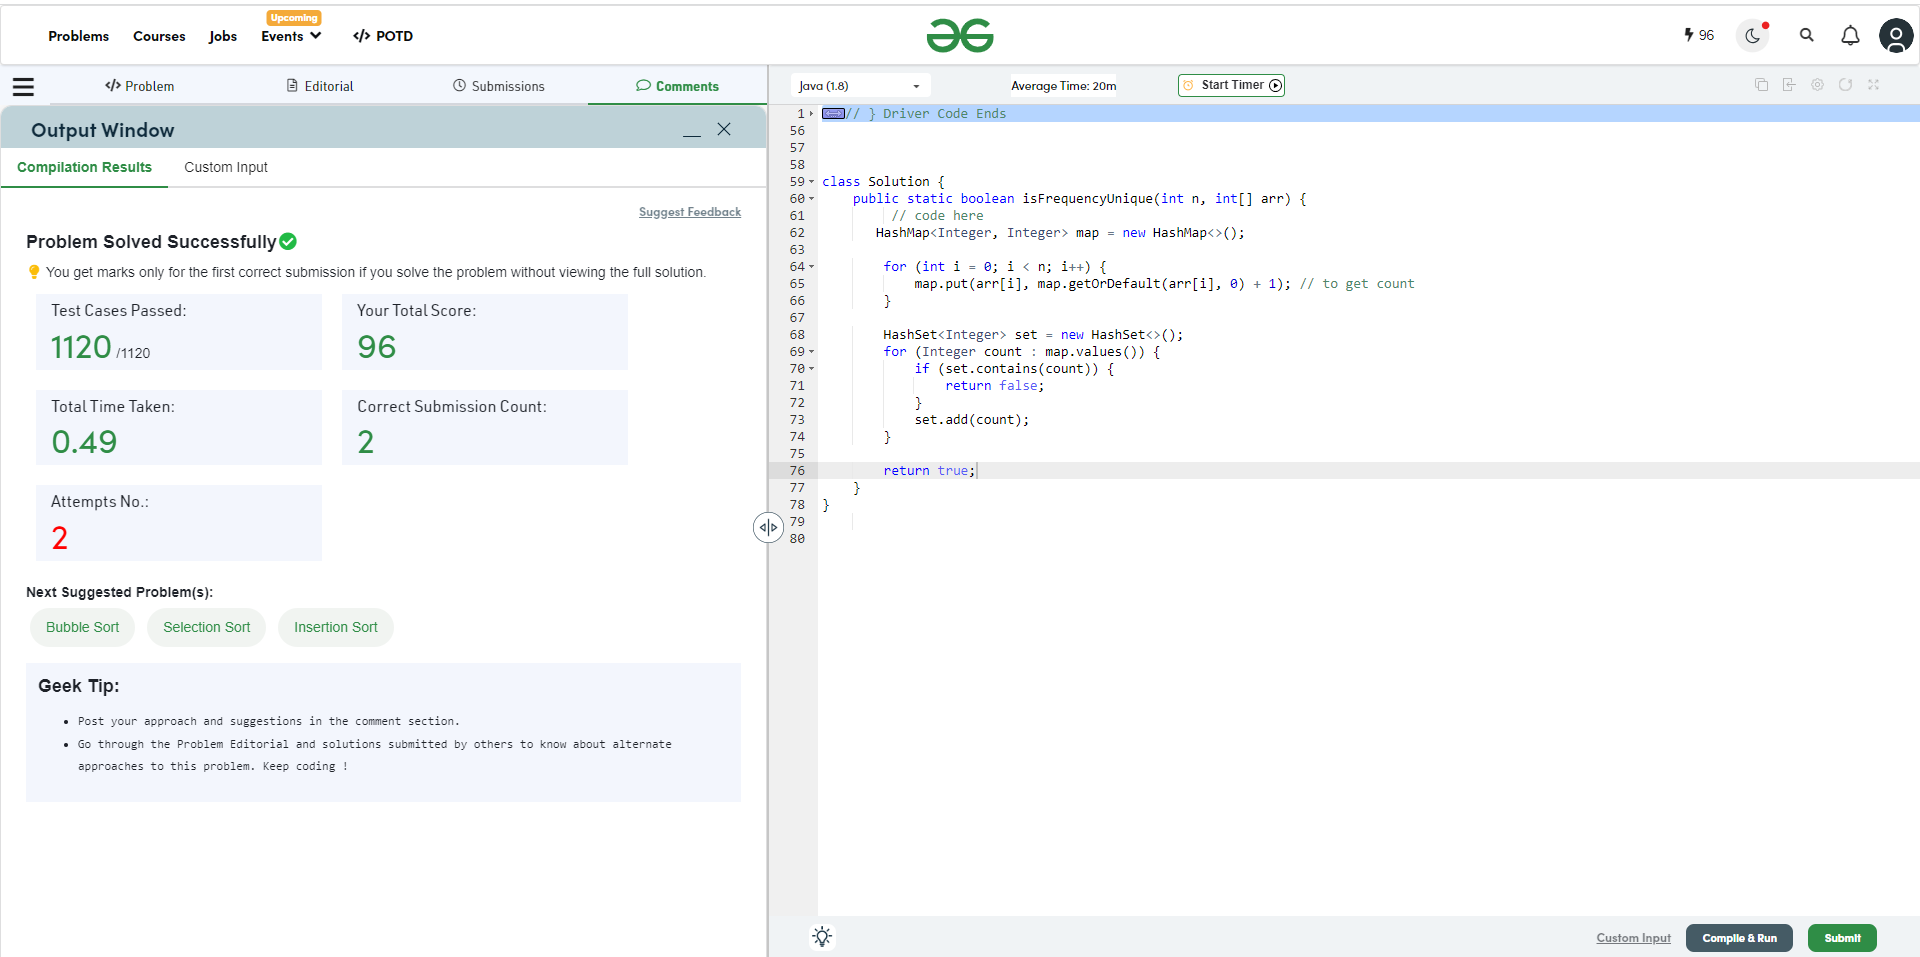 Upcoming
Problems Courses Jobs Events </> POTD
96
</> Problem Editorial Submissions Comments
Output Window
Compilation Results Custom Input
Suggest Feedback
Problem Solved Successfully
You get marks only for the first correct submission if you solve the problem without viewing the full solution.
Test Cases Passed:
1120 /1120
Your Total Score:
96
Total Time Taken:
0.49
Correct Submission Count:
2
Attempts No.:
2
Next Suggested Problem(s):
Bubble Sort Selection Sort Insertion Sort
Geek Tip:
• Post your approach and suggestions in the comment section.
• Go through the Problem Editorial and solutions submitted by others to know about alternate
approaches to this problem. Keep coding !
Java (1.8) Average Time: 20m Start Timer
1 // } Driver Code Ends
56
57
58
59 class Solution {
60 public static boolean isFrequencyUnique(int n, int[] arr) {
61 // code here
62 HashMap<Integer, Integer> map = new HashMap<>();
63
64 for (int i = 0; i < n; i++) {
65 map.put(arr[i], map.getOrDefault(arr[i], 0) + 1); // to get count
66 }
67
68 HashSet<Integer> set = new HashSet<>();
69 for (Integer count : map.values()) {
70 if (set.contains(count)) {
71 return false;
72 }
73 set.add(count);
74 }
75
76 return true;
77 }
78 }
79
80
Custom Input Compile & Run Submit